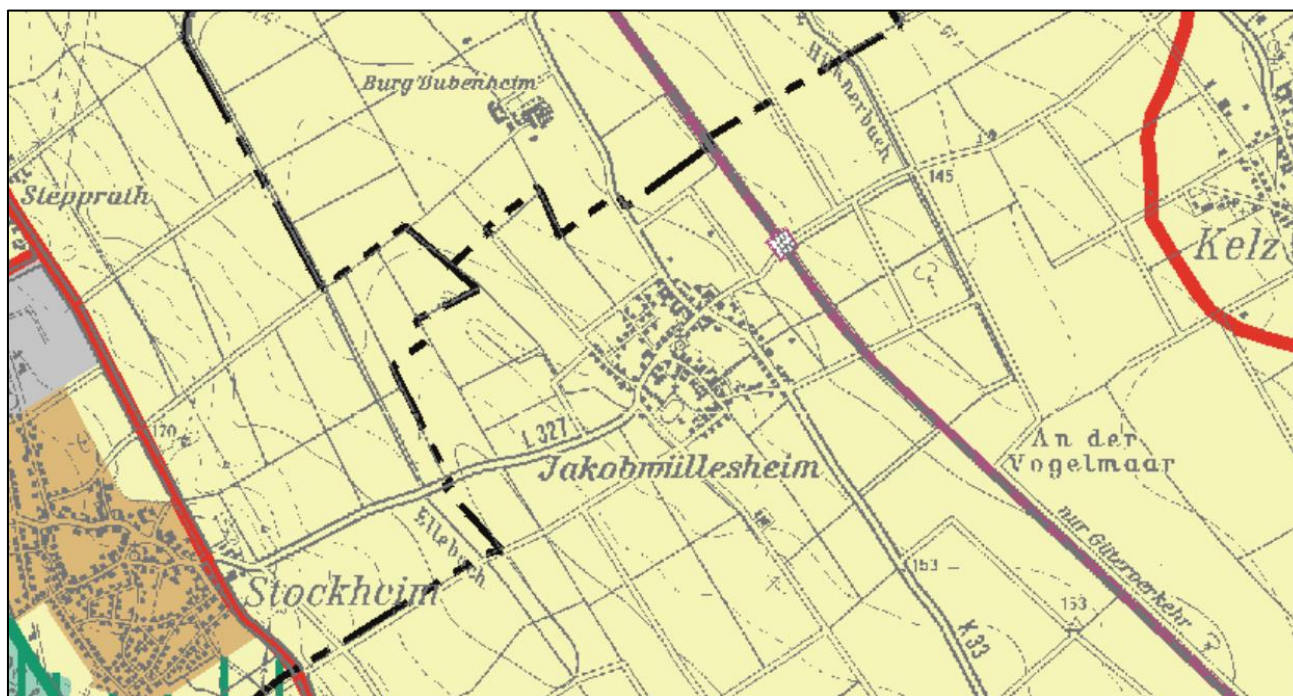 Burg Bubenheim
Stepprath
145
Kelz
170
L 327
Jakobwüllesheim
An der
Vogelmaar
Ellebach
nur Güterverkehr
Stockheim
153
153
K 33